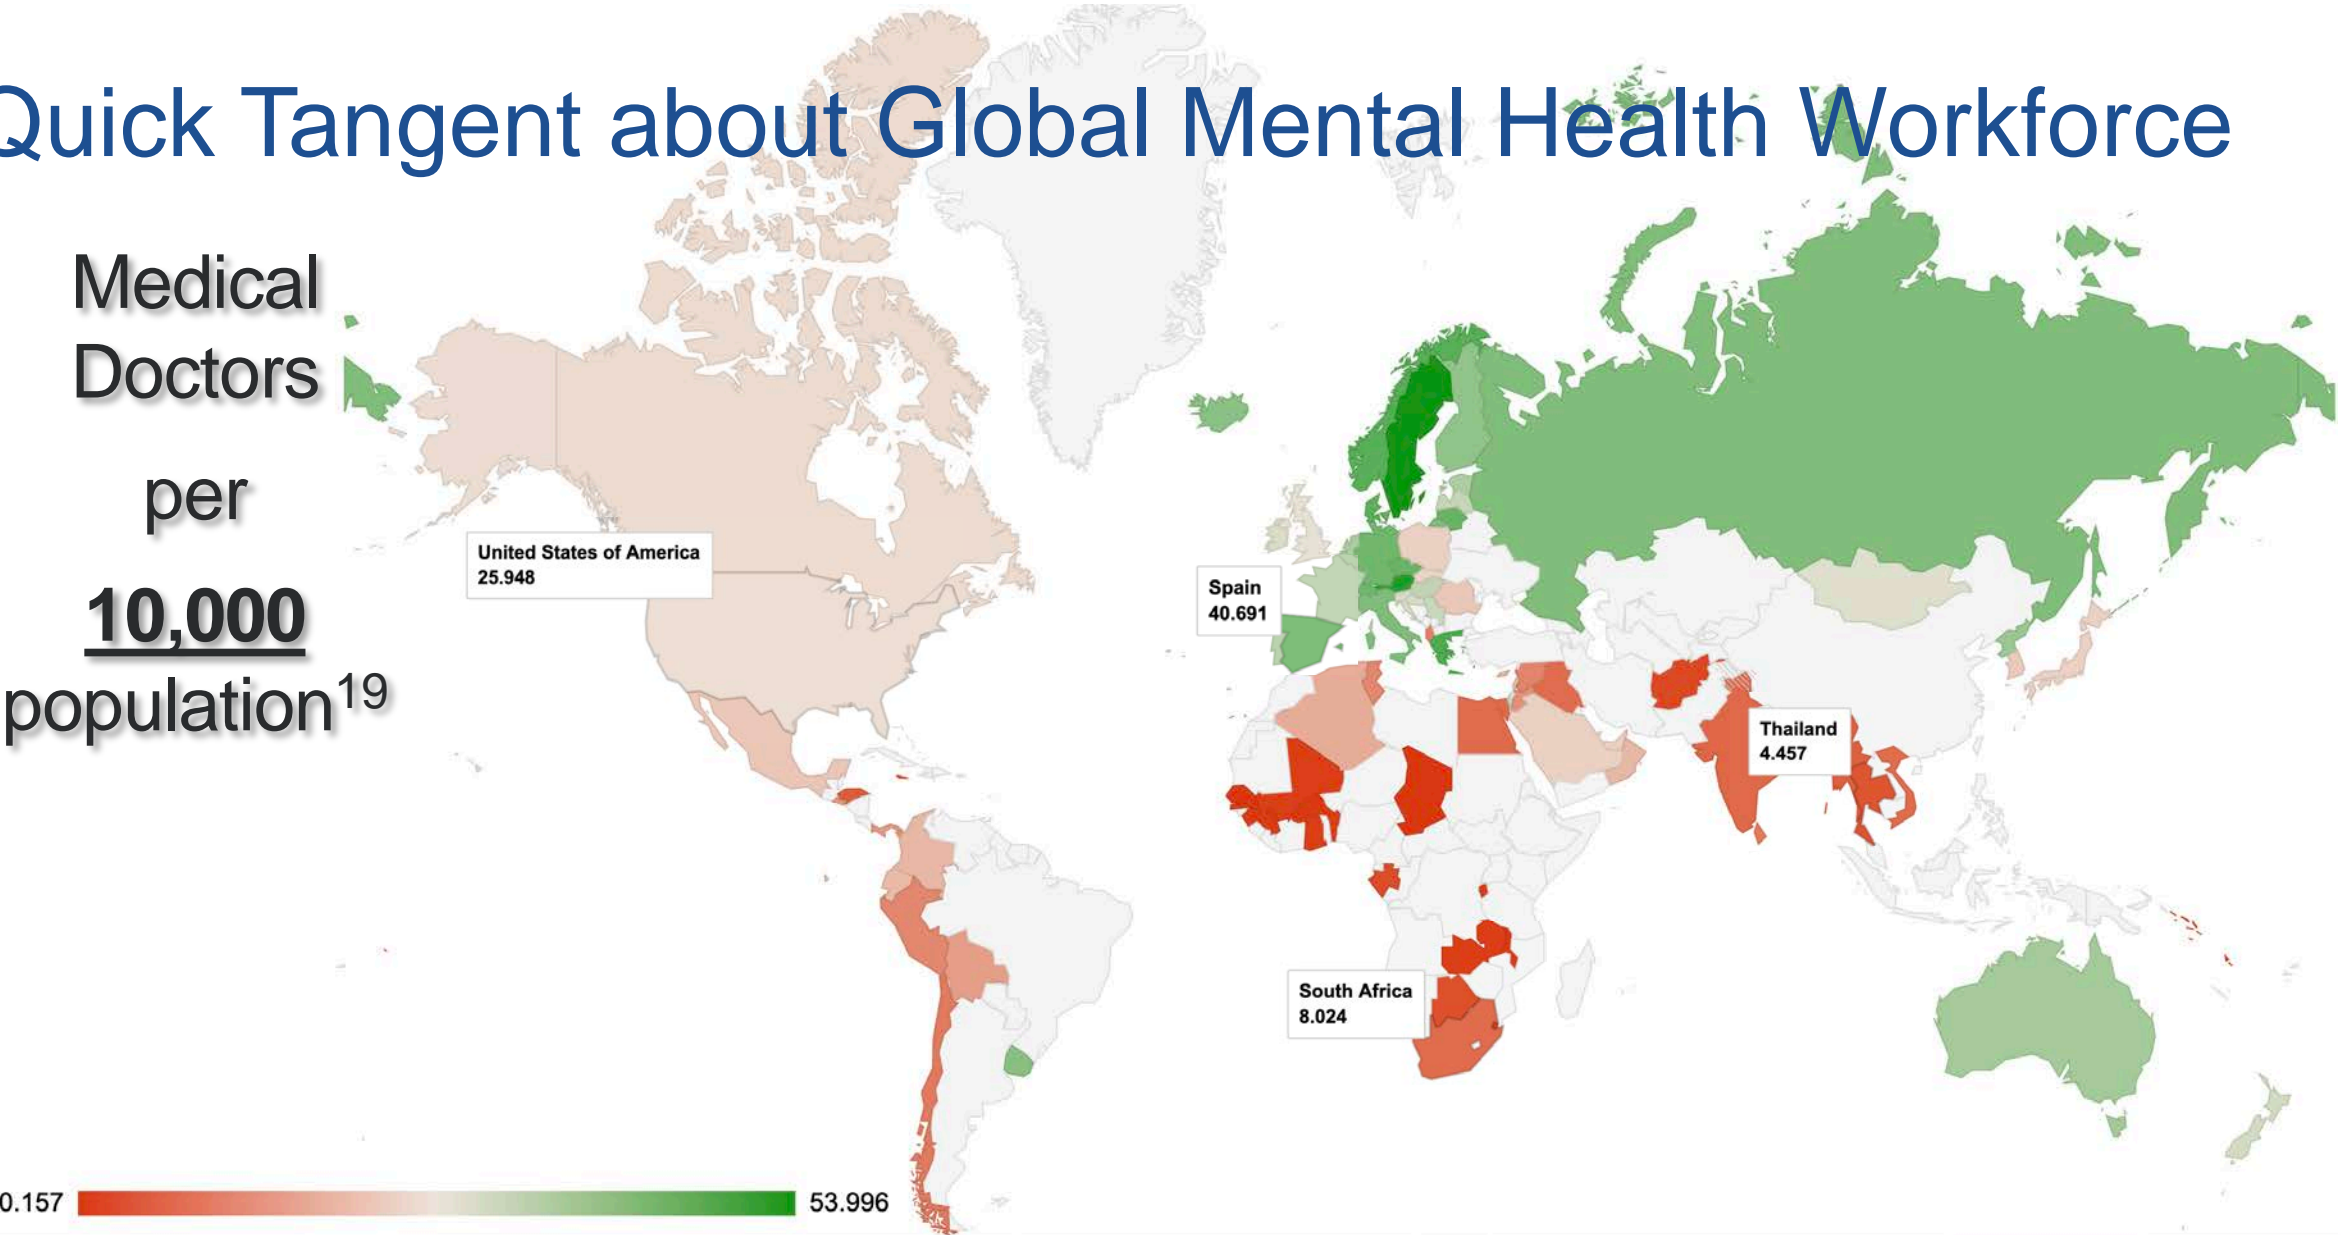 Quick Tangent about Global Mental Health Workforce
Medical
Doctors
per
10,000
population19
United States of America
25.948
Spain
40.691
Thailand
4.457
South Africa
8.024
0.157
53.996